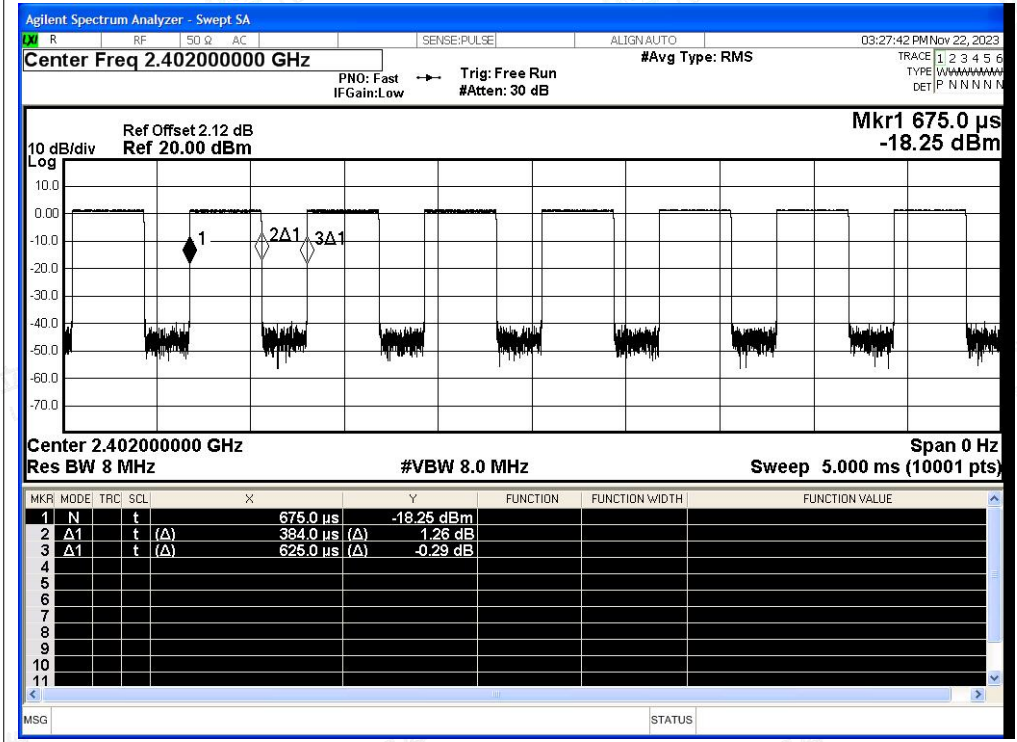 Agilent Spectrum Analyzer - Swept SA
LXI R RF 50 Ω AC SENSE:PULSE ALIGN AUTO 03:27:42 PM Nov 22, 2023
Center Freq 2.402000000 GHz #Avg Type: RMS TRACE 1 2 3 4 5 6
PNO: Fast Trig: Free Run TYPE WWWWWW
IFGain:Low #Atten: 30 dB DET P N N N N N
Mkr1 675.0 µs
Ref Offset 2.12 dB
10 dB/div Ref 20.00 dBm -18.25 dBm
Log
10.0
0.00
1 2Δ1 3Δ1
-10.0
-20.0
-30.0
-40.0
-50.0
-60.0
-70.0
Center 2.402000000 GHz Span 0 Hz
Res BW 8 MHz #VBW 8.0 MHz Sweep 5.000 ms (10001 pts)
MKR MODE TRC SCL X Y FUNCTION FUNCTION WIDTH FUNCTION VALUE
1 N t 675.0 µs -18.25 dBm
2 Δ1 t (Δ) 384.0 µs (Δ) 1.26 dB
3 Δ1 t (Δ) 625.0 µs (Δ) -0.29 dB
4
5
6
7
8
9
10
11
MSG STATUS